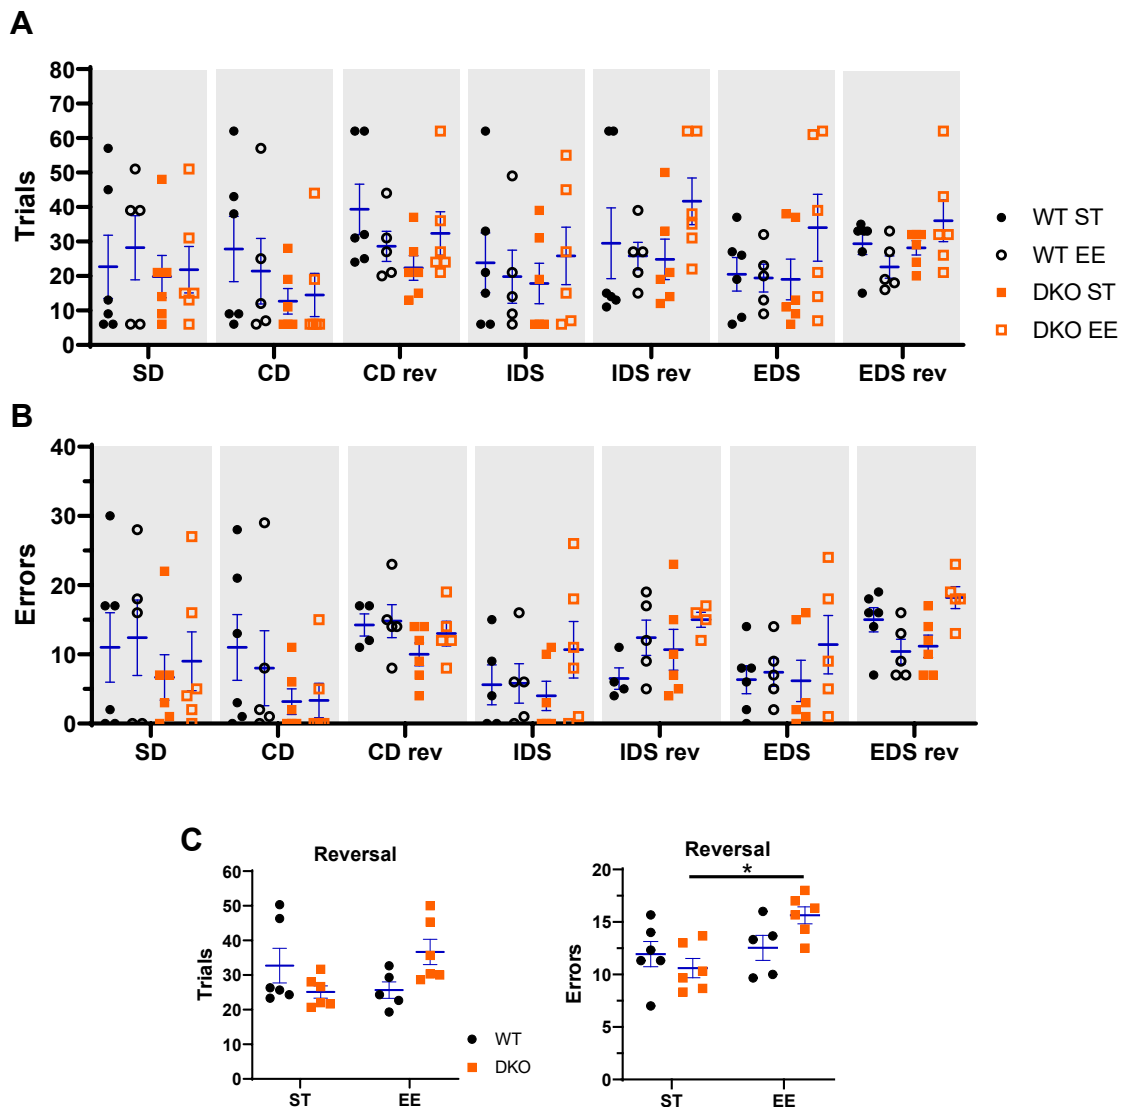 A
Trials
80
70
60
50
40
30
20
10
0
SD CD CD rev IDS IDS rev EDS EDS rev
WT ST
WT EE
DKO ST
DKO EE
B
Errors
40
30
20
10
0
SD CD CD rev IDS IDS rev EDS EDS rev
C
Reversal
Trials
60
50
40
30
20
10
0
ST EE
WT
DKO
Reversal
*
Errors
20
15
10
5
0
ST EE